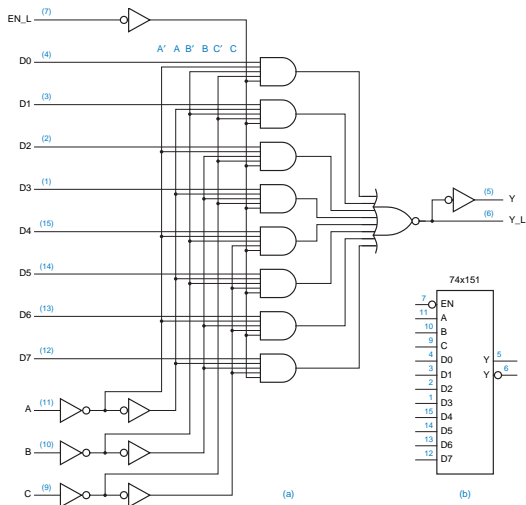 EN_L (7)
D0 (4)
A′ A B′ B C′ C
D1 (3)
D2 (2)
D3 (1)
D4 (15)
D5 (14)
D6 (13)
D7 (12)
A (11)
B (10)
C (9)
(5) Y
(6) Y_L
74x151
7 EN
11 A
10 B
9 C
4 D0 Y 5
3 D1 Y 6
2 D2
1 D3
15 D4
14 D5
13 D6
12 D7
(a) (b)